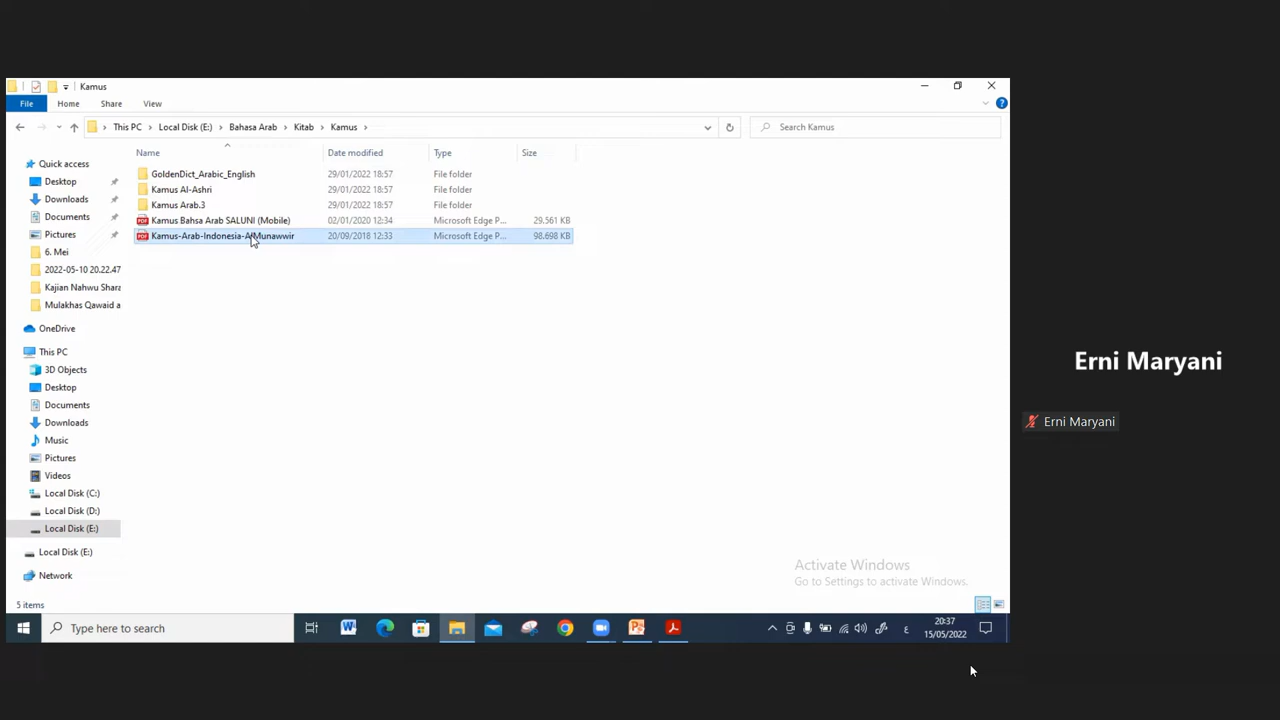 Kamus
File Home Share View
This PC Local Disk (E:) Bahasa Arab Kitab Kamus
Search Kamus
Name Date modified Type Size
Quick access
Desktop
Downloads
Documents
Pictures
6. Mei
2022-05-10 20.22.47
Kajian Nahwu Shara
Mulakhas Qawaid a
OneDrive
This PC
3D Objects
Desktop
Documents
Downloads
Music
Pictures
Videos
Local Disk (C:)
Local Disk (D:)
Local Disk (E:)
Local Disk (E:)
Network
GoldenDict_Arabic_English 29/01/2022 18:57 File folder
Kamus Al-Ashri 29/01/2022 18:57 File folder
Kamus Arab.3 29/01/2022 18:57 File folder
PDF Kamus Bahsa Arab SALUNI (Mobile) 02/01/2020 12:34 Microsoft Edge P... 29.561 KB
PDF Kamus-Arab-Indonesia-Al-Munawwir 20/09/2018 12:33 Microsoft Edge P... 98.698 KB
Erni Maryani
Erni Maryani
Activate Windows
Go to Settings to activate Windows.
5 items
Type here to search
ع
20:37
15/05/2022